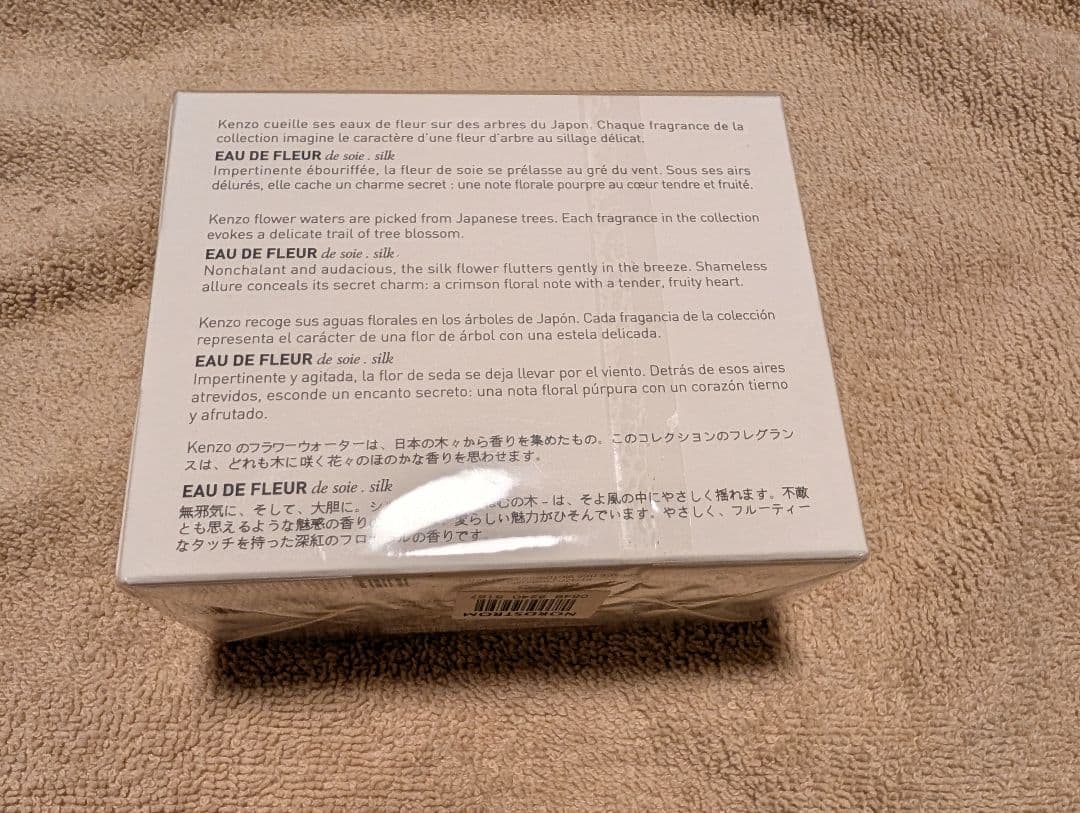 Kenzo cueille ses eaux de fleur sur des arbres du Japon. Chaque fragrance de la
collection imagine le caractère d'une fleur d'arbre au sillage délicat.
EAU DE FLEUR de soie . silk
Impertinente ébouriffée, la fleur de soie se prélasse au gré du vent. Sous ses airs
délurés, elle cache un charme secret : une note florale pourpre au cœur tendre et fruité.
Kenzo flower waters are picked from Japanese trees. Each fragrance in the collection
evokes a delicate trail of tree blossom.
EAU DE FLEUR de soie . silk
Nonchalant and audacious, the silk flower flutters gently in the breeze. Shameless
allure conceals its secret charm: a crimson floral note with a tender, fruity heart.
Kenzo recoge sus aguas florales en los árboles de Japón. Cada fragancia de la colección
representa el carácter de una flor de árbol con una estela delicada.
EAU DE FLEUR de soie . silk
Impertinente y agitada, la flor de seda se deja llevar por el viento. Detrás de esos aires
atrevidos, esconde un encanto secreto: una nota floral púrpura con un corazón tierno
y afrutado.
Kenzo のフラワーウォーターは、日本の木々から香りを集めたもの。このコレクションのフレグラン
スは、どれも木に咲く花々のほのかな香りを思わせます。
EAU DE FLEUR de soie . silk
無邪気に、そして、大胆に。 むの木 – は、そよ風の中にやさしく揺れます。不敵
とも思えるような魅惑の香り 愛らしい魅力がひそんでいます。やさしく、フルーティー
なタッチを持った深紅のフロ ルの香りです。
NORDSTROM